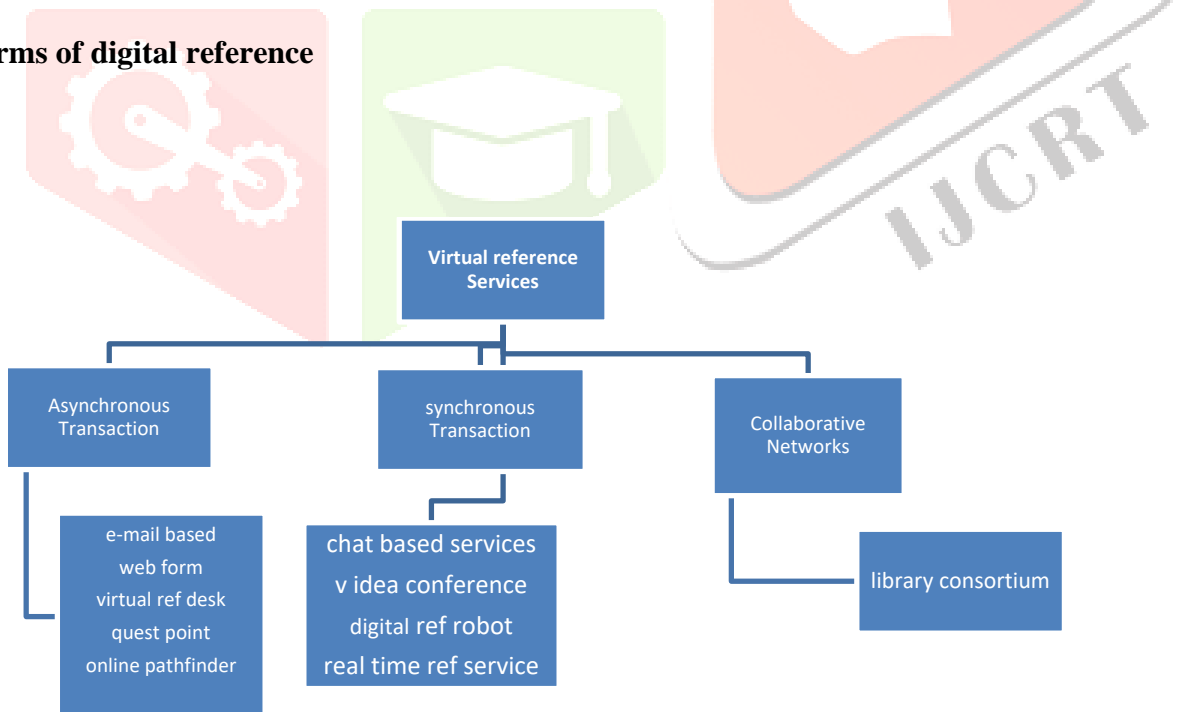 rms of digital reference
IJCRT
Virtual reference
Services
Asynchronous
Transaction
synchronous
Transaction
Collaborative
Networks
e-mail based
web form
virtual ref desk
quest point
online pathfinder
chat based services
v idea conference
digital ref robot
real time ref service
library consortium